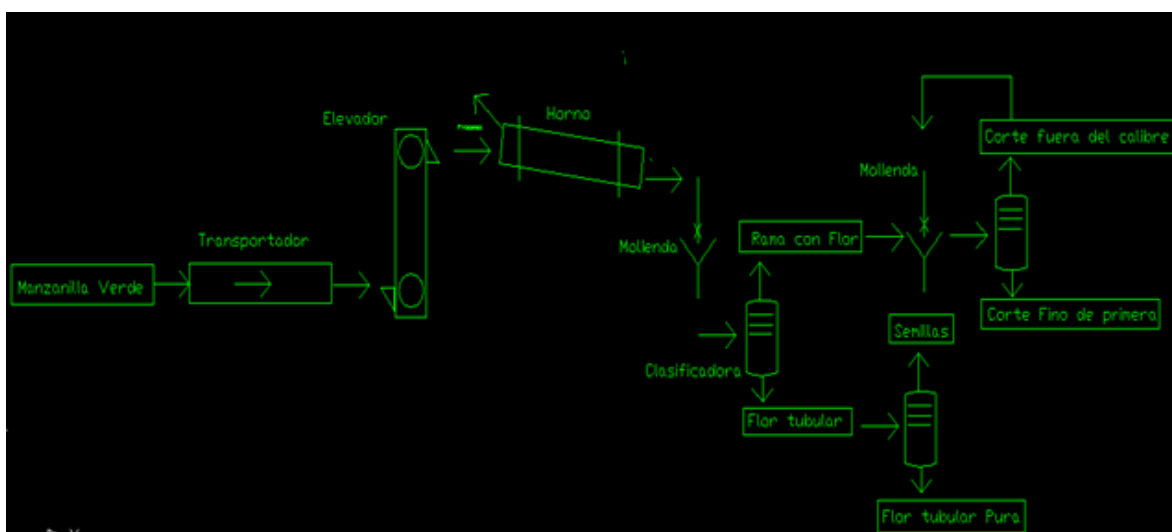 Elevador
Horno
Corte fuera del calibre
Mollenda
Transportador
Mollenda
Rama con Flor
Manzanilla Verde
Corte Fino de primera
Semillas
Clasificadora
Flor tubular
Flor tubular Pura